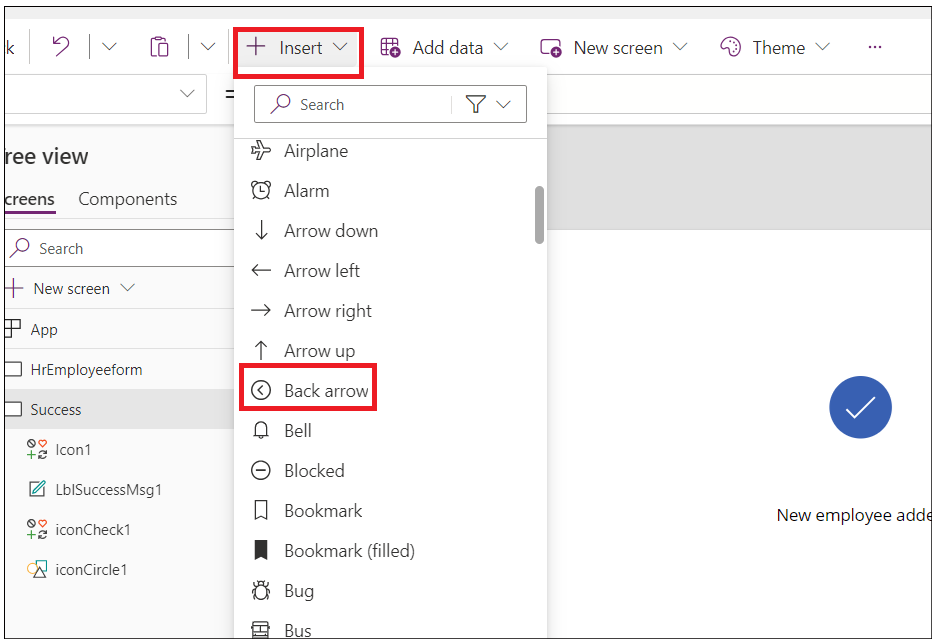 k Insert Add data New screen Theme ...
=
Search
ree view
creens Components
Search
New screen
App
HrEmployeeform
Success
Icon1
LblSuccessMsg1
iconCheck1
iconCircle1
Airplane
Alarm
Arrow down
Arrow left
Arrow right
Arrow up
Back arrow
Bell
Blocked
Bookmark
Bookmark (filled)
Bug
Bus
New employee adde